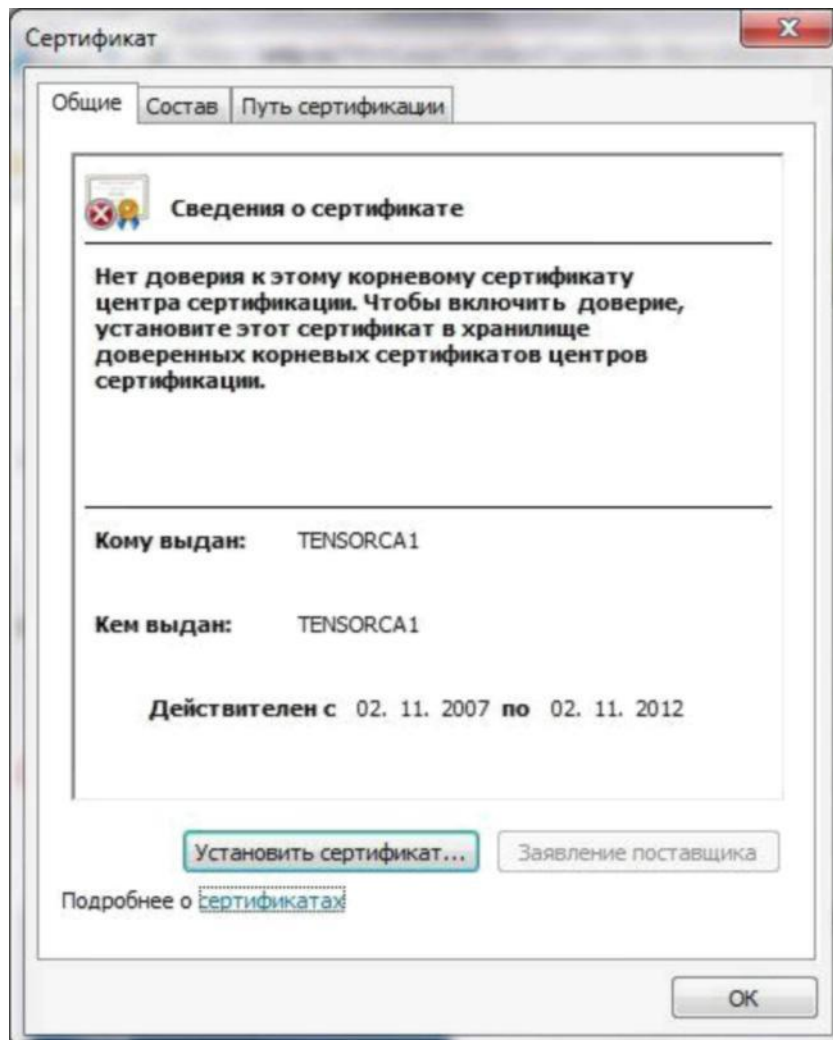 Сертификат
Общие Состав Путь сертификации
Сведения о сертификате
Нет доверия к этому корневому сертификату
центра сертификации. Чтобы включить доверие,
установите этот сертификат в хранилище
доверенных корневых сертификатов центров
сертификации.
Кому выдан: TENSORCA1
Кем выдан: TENSORCA1
Действителен с 02. 11. 2007 по 02. 11. 2012
Установить сертификат... Заявление поставщика
Подробнее о сертификатах
ОК